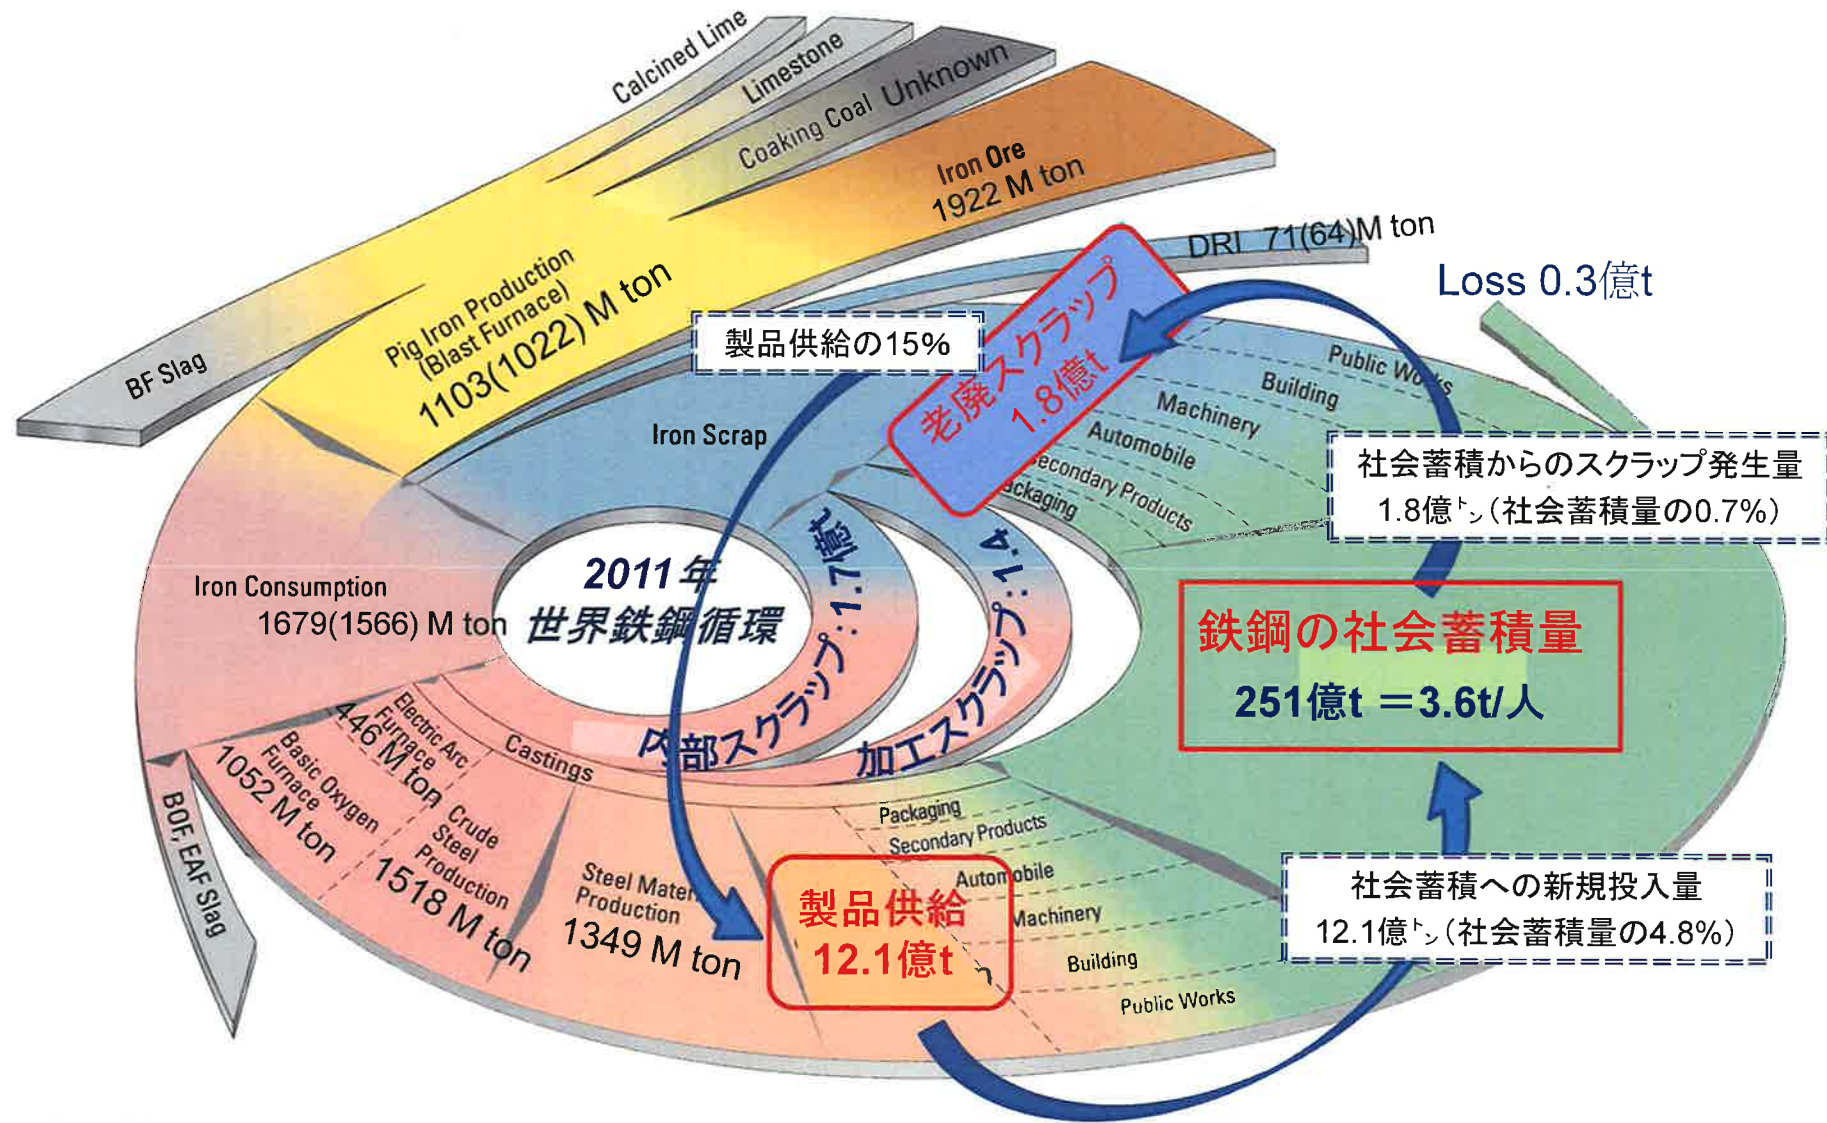 Calcined Lime
Limestone
Coaking Coal Unknown
Iron Ore
1922 M ton
DRI 71(64)M ton
Loss 0.3億t
BF Slag
Pig Iron Production
(Blast Furnace)
1103(1022) M ton
製品供給の15%
老廃スクラップ
1.8億t
Iron Scrap
Public Works
Building
Machinery
Automobile
Secondary Products
Packaging
社会蓄積からのスクラップ発生量
1.8億㌧(社会蓄積量の0.7%)
2011年
世界鉄鋼循環
Iron Consumption
1679(1566) M ton
内部スクラップ:1.7億t
加工スクラップ:1.4
鉄鋼の社会蓄積量
251億t =3.6t/人
Electric Arc
Furnace
446 M ton
Basic Oxygen
Furnace
1052 M ton
Castings
BOF, EAF Slag
Crude
Steel
Production
1518 M ton
Steel Mater
Production
1349 M ton
製品供給
12.1億t
Packaging
Secondary Products
Automobile
Machinery
Building
Public Works
社会蓄積への新規投入量
12.1億㌧(社会蓄積量の4.8%)